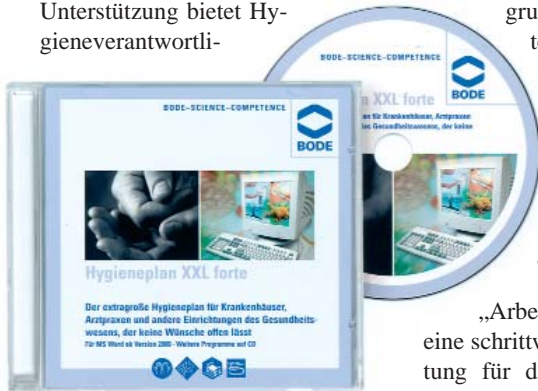 Unterstützung bietet Hy-
gieneverantwortli-
BODE-SCIENCE-COMPETENCE
BODE
Hygieneplan XXL forte
Der extragroße Hygieneplan für Krankenhäuser,
Arztpraxen und andere Einrichtungen des Gesundheits-
wesens, der keine Wünsche offen lässt
Für MS Word ab Version 2000 - Weitere Programme auf CD
BODE-SCIENCE-COMPETENCE
BODE
XXL forte
für Krankenhäuser, Arztpraxen
des Gesundheitswesens, der keine
gru
te
„Arbe
eine schrittw
tung für d